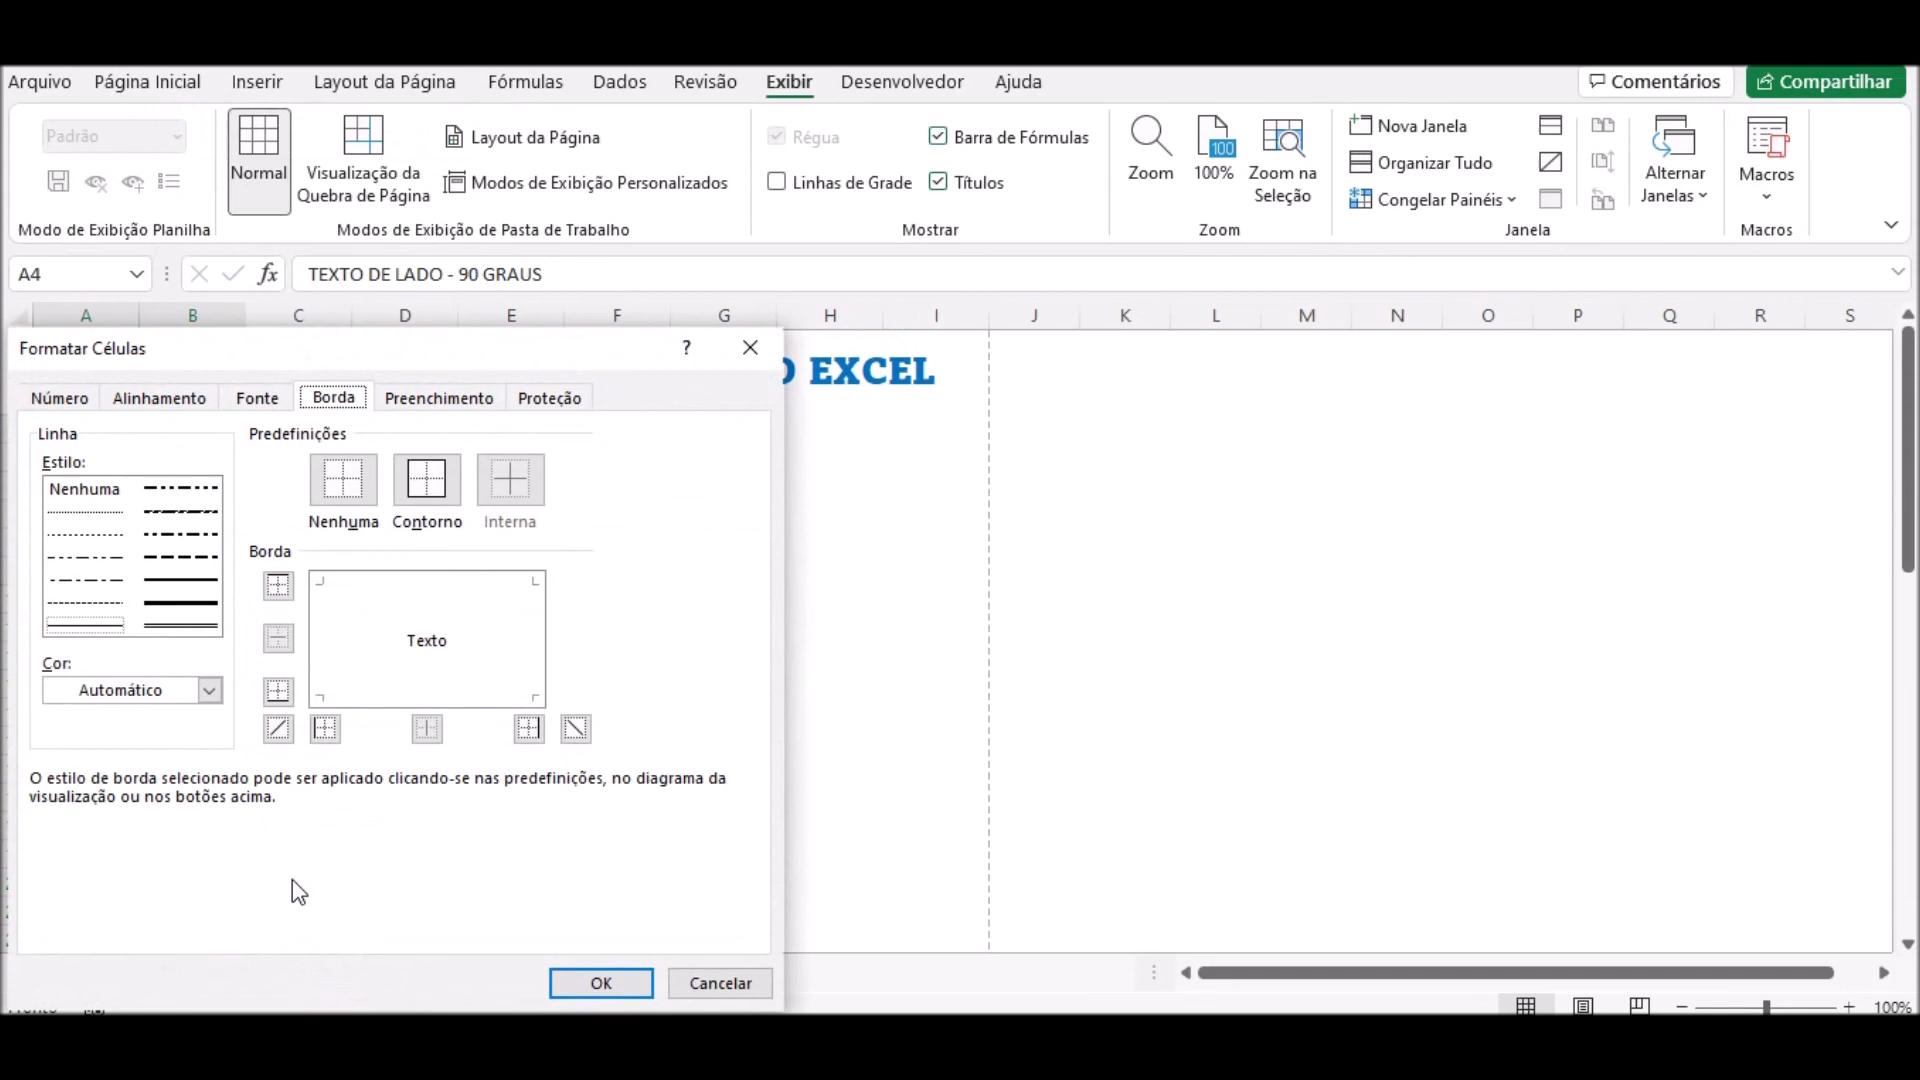 Arquivo Página Inicial Inserir Layout da Página Fórmulas Dados Revisão Exibir Desenvolvedor Ajuda Comentários Compartilhar
Padrão
Normal
Visualização da
Quebra de Página
Layout da Página
Modos de Exibição Personalizados
Régua
Barra de Fórmulas
Linhas de Grade
Títulos
Zoom
100
100%
Zoom na
Seleção
Nova Janela
Organizar Tudo
Congelar Painéis
Alternar
Janelas
Macros
Modo de Exibição Planilha
Modos de Exibição de Pasta de Trabalho
Mostrar
Zoom
Janela
Macros
A4
fx
TEXTO DE LADO - 90 GRAUS
A B C D E F G H I J K L M N O P Q R S
EXCEL
Formatar Células
?
Número Alinhamento Fonte Borda Preenchimento Proteção
Linha
Estilo:
Nenhuma
Cor:
Automático
Predefinições
Nenhuma Contorno Interna
Borda
Texto
O estilo de borda selecionado pode ser aplicado clicando-se nas predefinições, no diagrama da
visualização ou nos botões acima.
OK Cancelar
100%